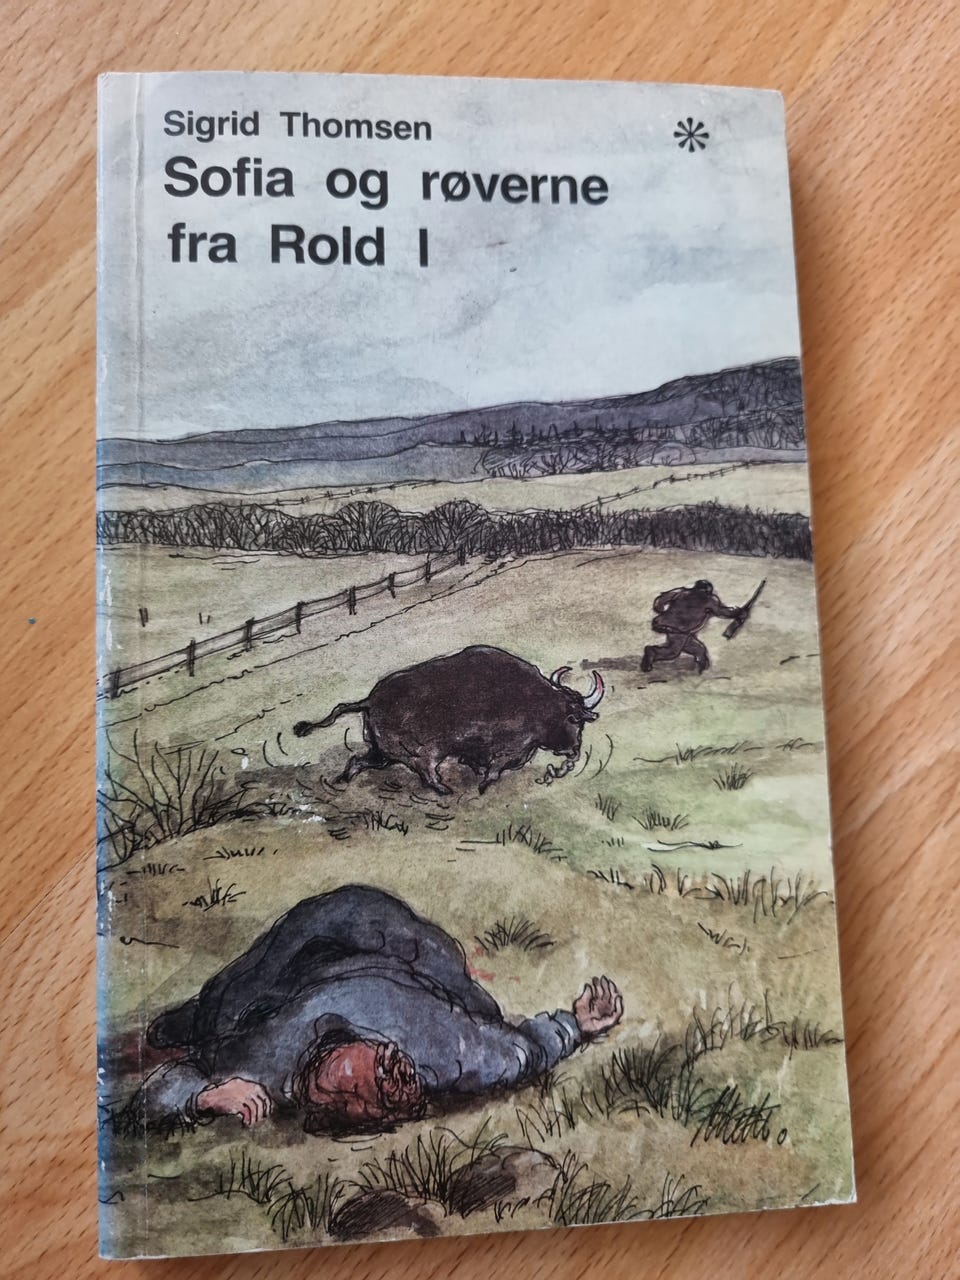 Sigrid Thomsen
Sofia og røverne
fra Rold I